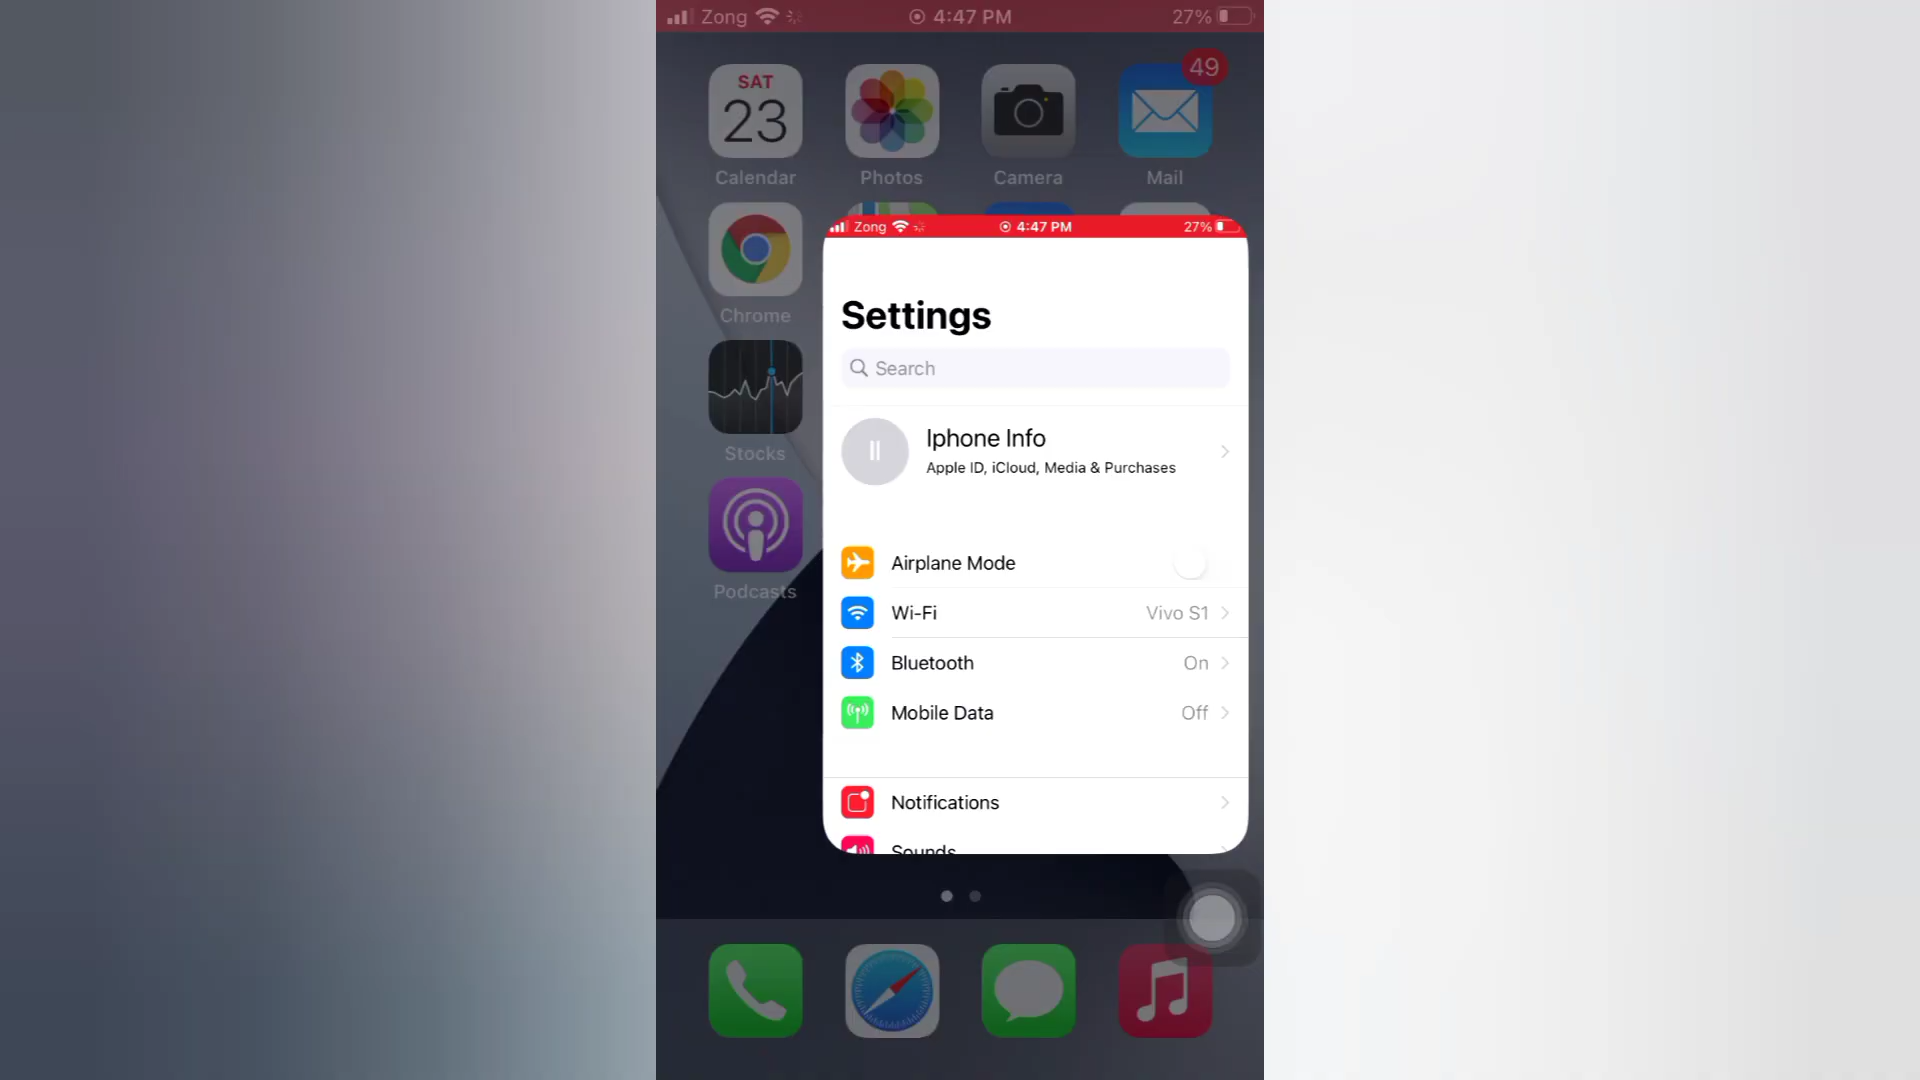 Zong 4:47 PM 27%
SAT
23
49
Calendar Photos Camera Mail
Chrome
Stocks
Podcasts
Zong 4:47 PM 27%
Settings
Search
II
Iphone Info
Apple ID, iCloud, Media & Purchases
Airplane Mode
Wi-Fi Vivo S1
Bluetooth On
Mobile Data Off
Notifications
Sounds